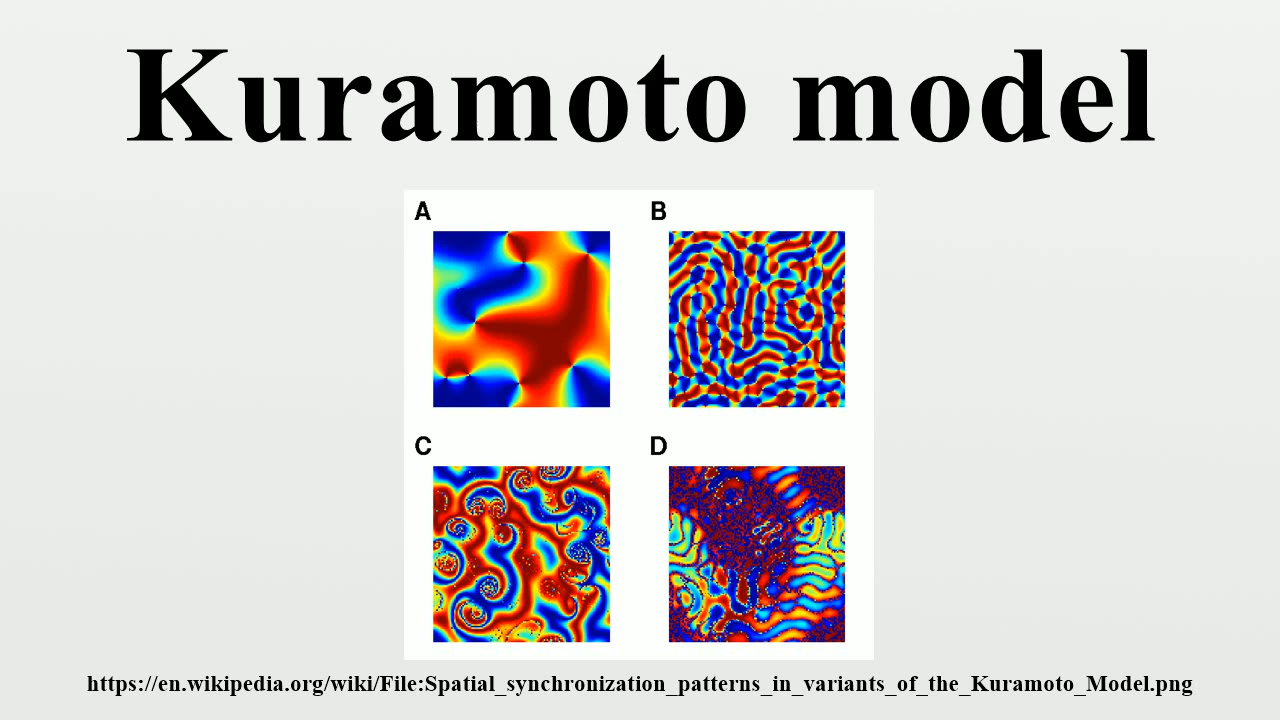 Kuramoto model
A
B
C
D
https://en.wikipedia.org/wiki/File:Spatial_synchronization_patterns_in_variants_of_the_Kuramoto_Model.png